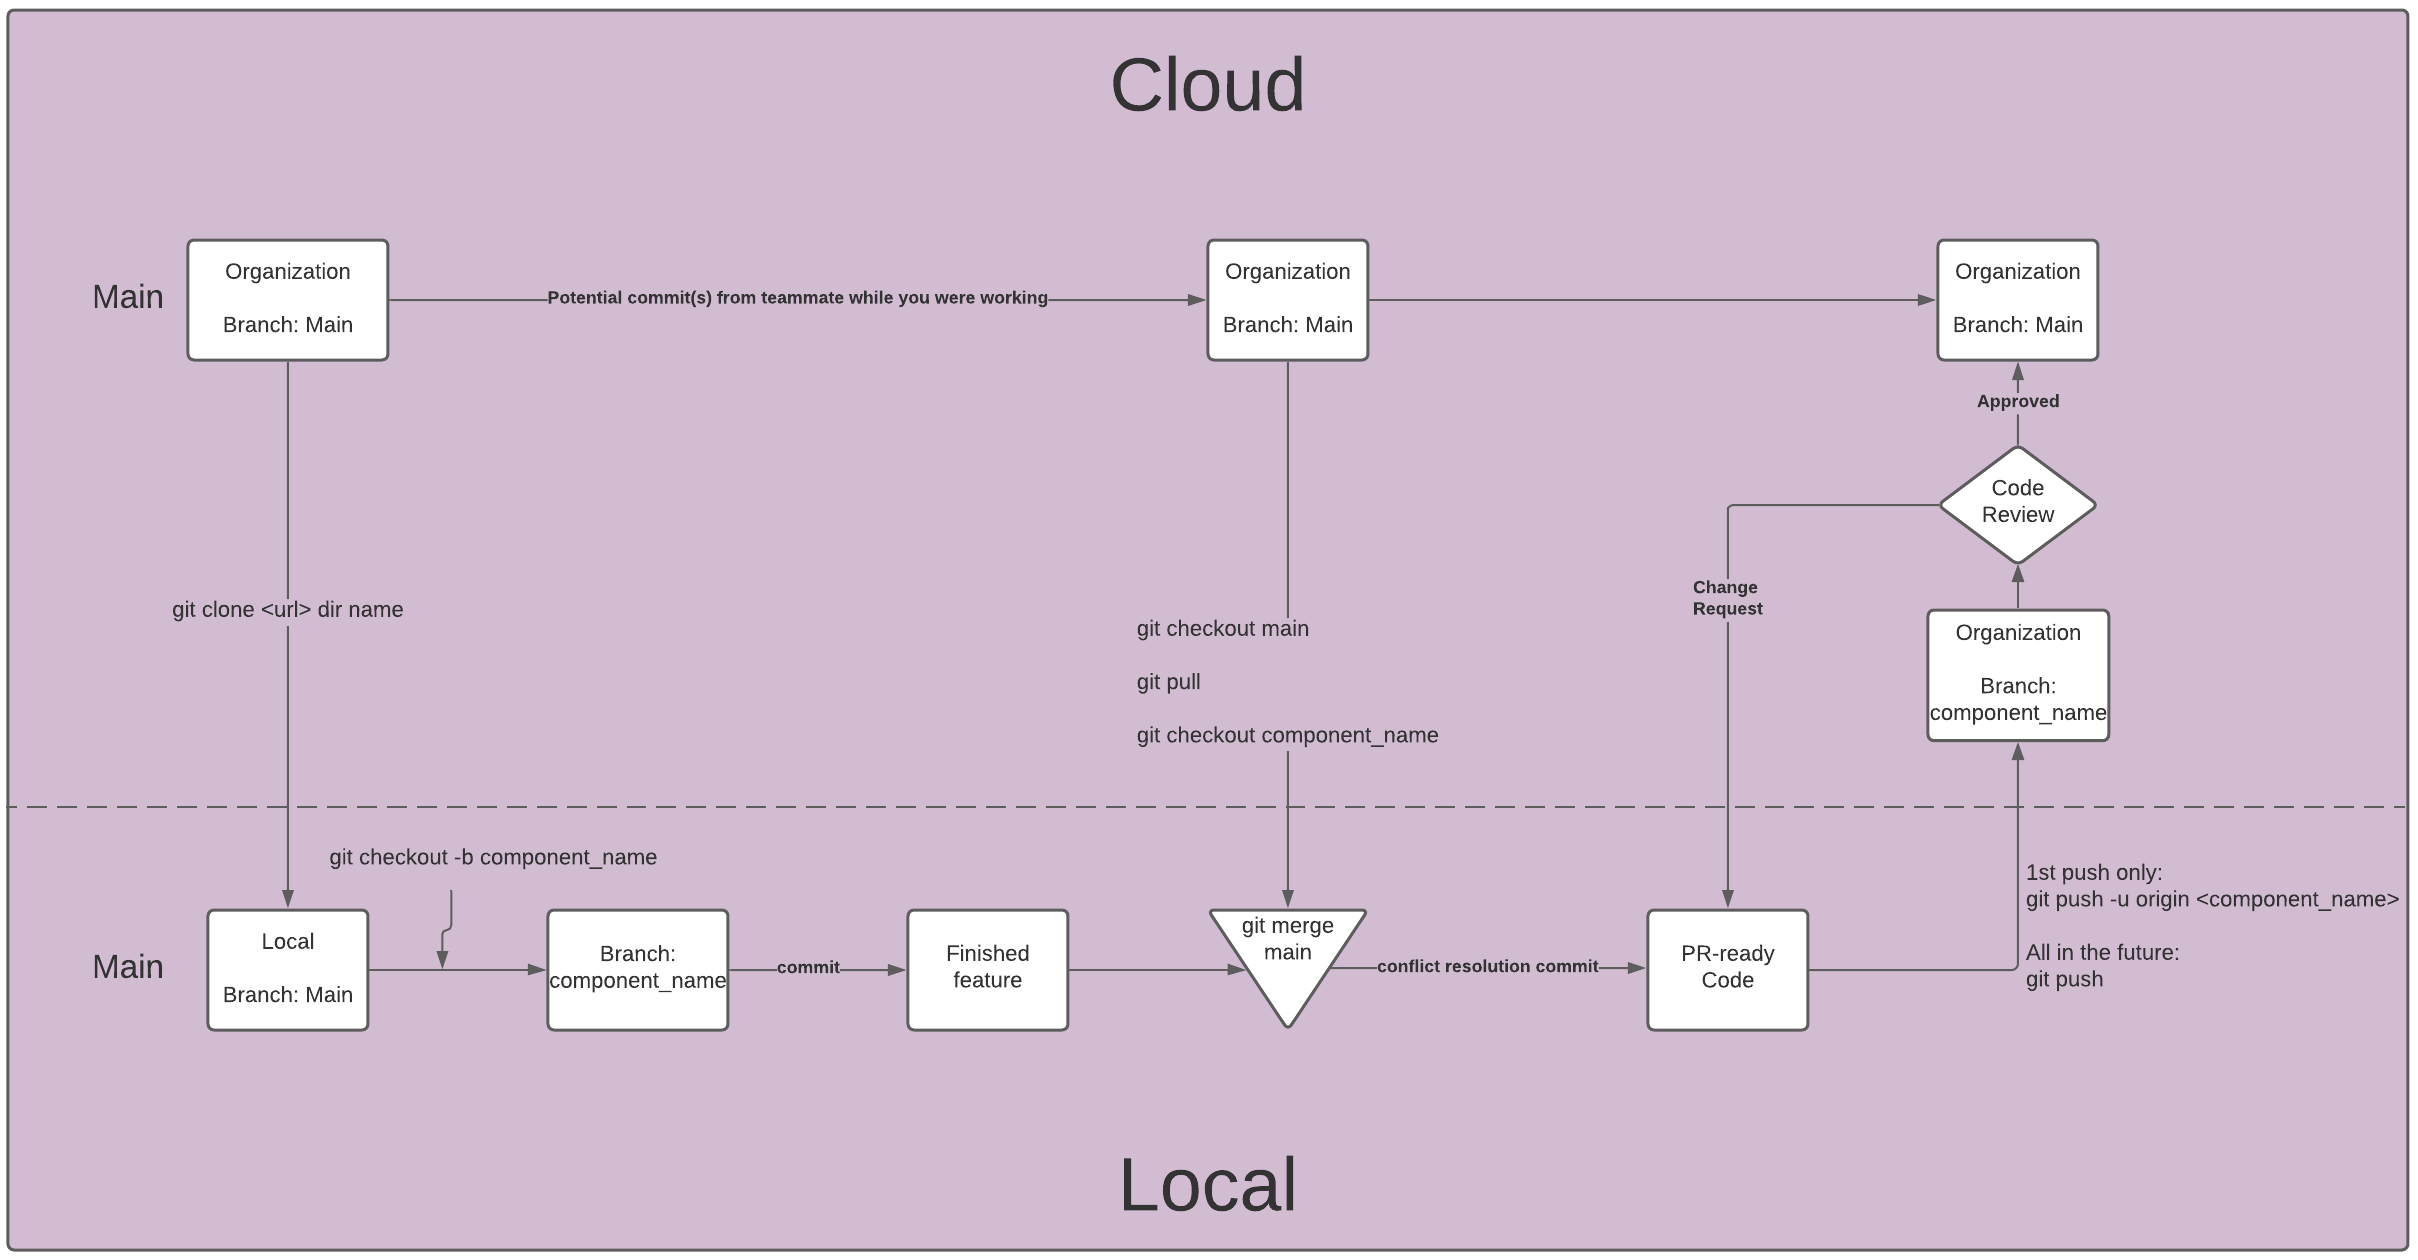 Cloud
Main
Organization
Branch: Main
Potential commit(s) from teammate while you were working
Organization
Branch: Main
Organization
Branch: Main
Approved
Code
Review
Change
Request
git clone <url> dir name
git checkout main
git pull
git checkout component_name
Organization
Branch:
component_name
git checkout -b component_name
1st push only:
git push -u origin <component_name>
All in the future:
git push
Main
Local
Branch: Main
Branch:
component_name
commit
Finished
feature
git merge
main
conflict resolution commit
PR-ready
Code
Local